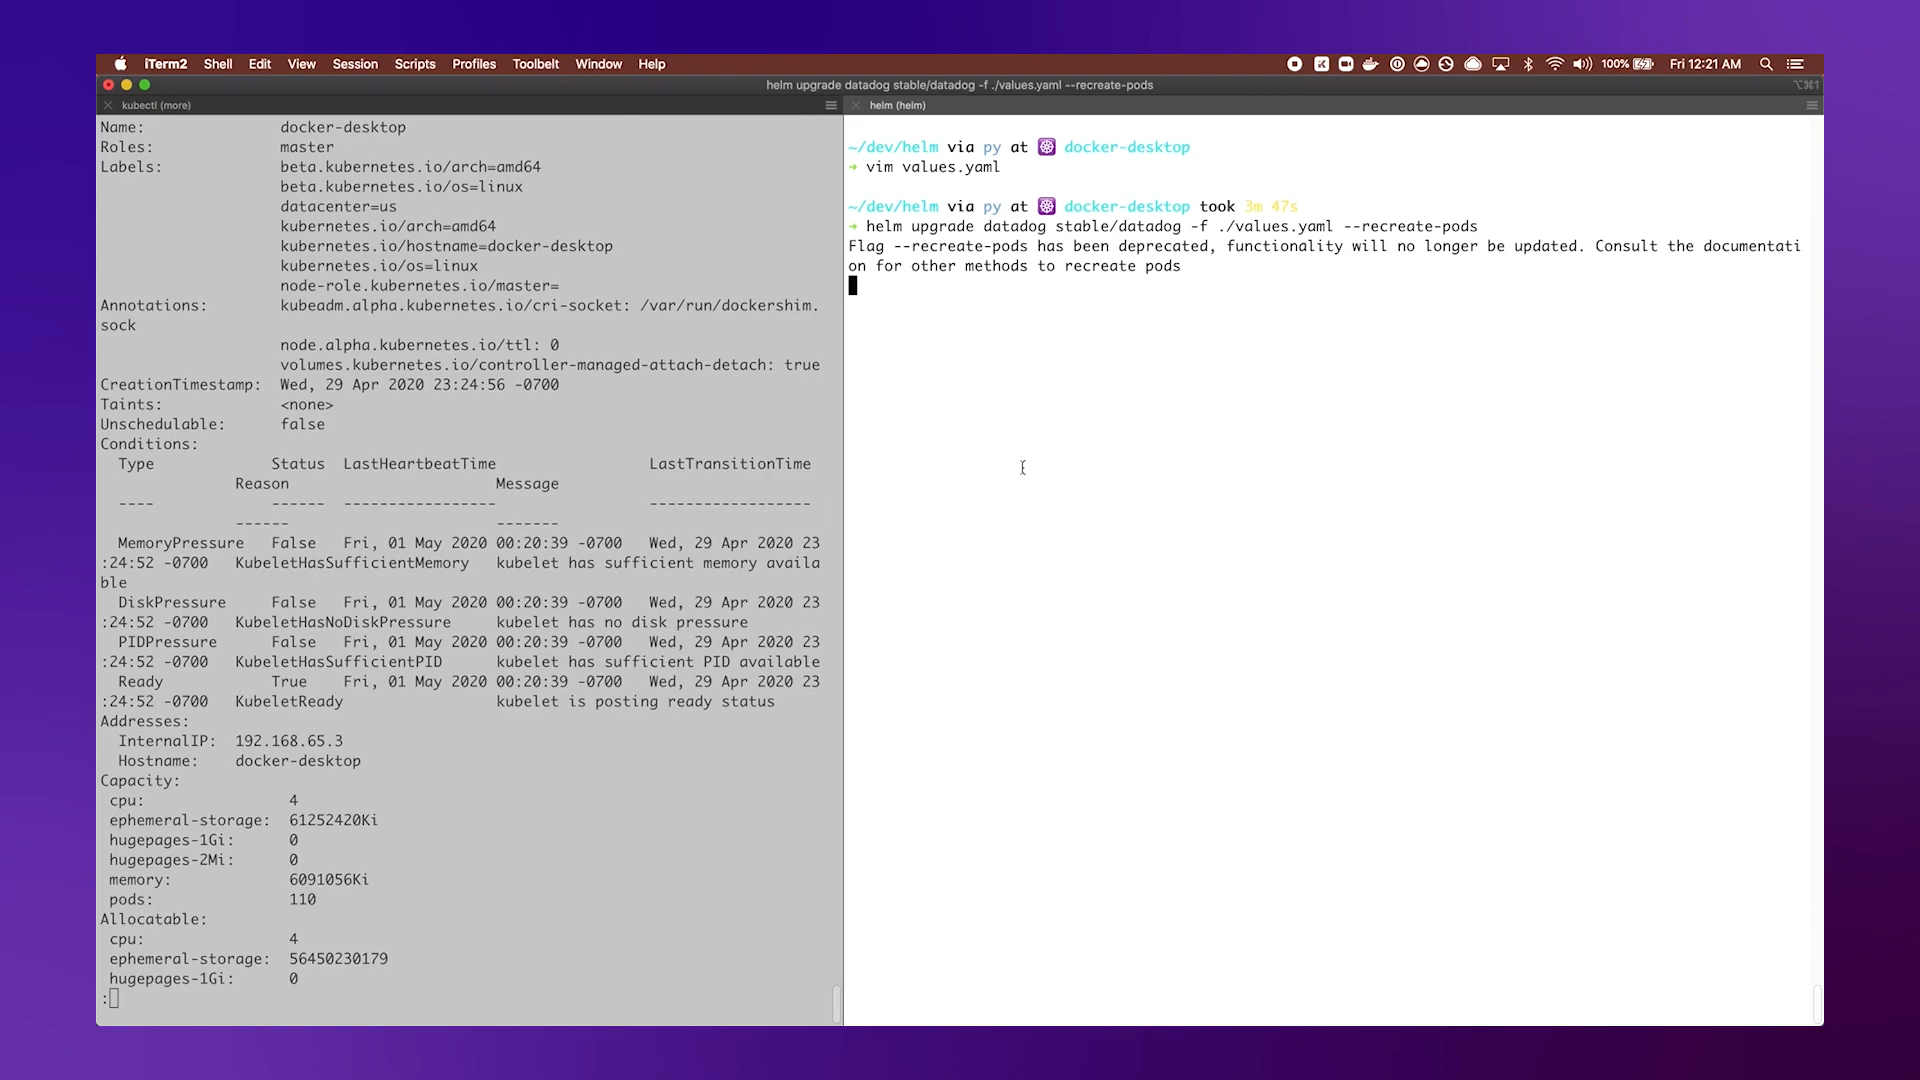 iTerm2 Shell Edit View Session Scripts Profiles Toolbelt Window Help 100% Fri 12:21 AM
helm upgrade datadog stable/datadog -f ./values.yaml --recreate-pods ⌥⌘1
kubectl (more)
Name: docker-desktop
Roles: master
Labels: beta.kubernetes.io/arch=amd64
beta.kubernetes.io/os=linux
datacenter=us
kubernetes.io/arch=amd64
kubernetes.io/hostname=docker-desktop
kubernetes.io/os=linux
node-role.kubernetes.io/master=
Annotations: kubeadm.alpha.kubernetes.io/cri-socket: /var/run/dockershim.
sock
node.alpha.kubernetes.io/ttl: 0
volumes.kubernetes.io/controller-managed-attach-detach: true
CreationTimestamp: Wed, 29 Apr 2020 23:24:56 -0700
Taints: <none>
Unschedulable: false
Conditions:
Type Status LastHeartbeatTime LastTransitionTime
Reason Message
---- ------ ----------------- ------------------
------ -------
MemoryPressure False Fri, 01 May 2020 00:20:39 -0700 Wed, 29 Apr 2020 23
:24:52 -0700 KubeletHasSufficientMemory kubelet has sufficient memory availa
ble
DiskPressure False Fri, 01 May 2020 00:20:39 -0700 Wed, 29 Apr 2020 23
:24:52 -0700 KubeletHasNoDiskPressure kubelet has no disk pressure
PIDPressure False Fri, 01 May 2020 00:20:39 -0700 Wed, 29 Apr 2020 23
:24:52 -0700 KubeletHasSufficientPID kubelet has sufficient PID available
Ready True Fri, 01 May 2020 00:20:39 -0700 Wed, 29 Apr 2020 23
:24:52 -0700 KubeletReady kubelet is posting ready status
Addresses:
InternalIP: 192.168.65.3
Hostname: docker-desktop
Capacity:
cpu: 4
ephemeral-storage: 61252420Ki
hugepages-1Gi: 0
hugepages-2Mi: 0
memory: 6091056Ki
pods: 110
Allocatable:
cpu: 4
ephemeral-storage: 56450230179
hugepages-1Gi: 0
:
helm (helm)
~/dev/helm via py at docker-desktop
➜ vim values.yaml
~/dev/helm via py at docker-desktop took 3m 47s
➜ helm upgrade datadog stable/datadog -f ./values.yaml --recreate-pods
Flag --recreate-pods has been deprecated, functionality will no longer be updated. Consult the documentati
on for other methods to recreate pods